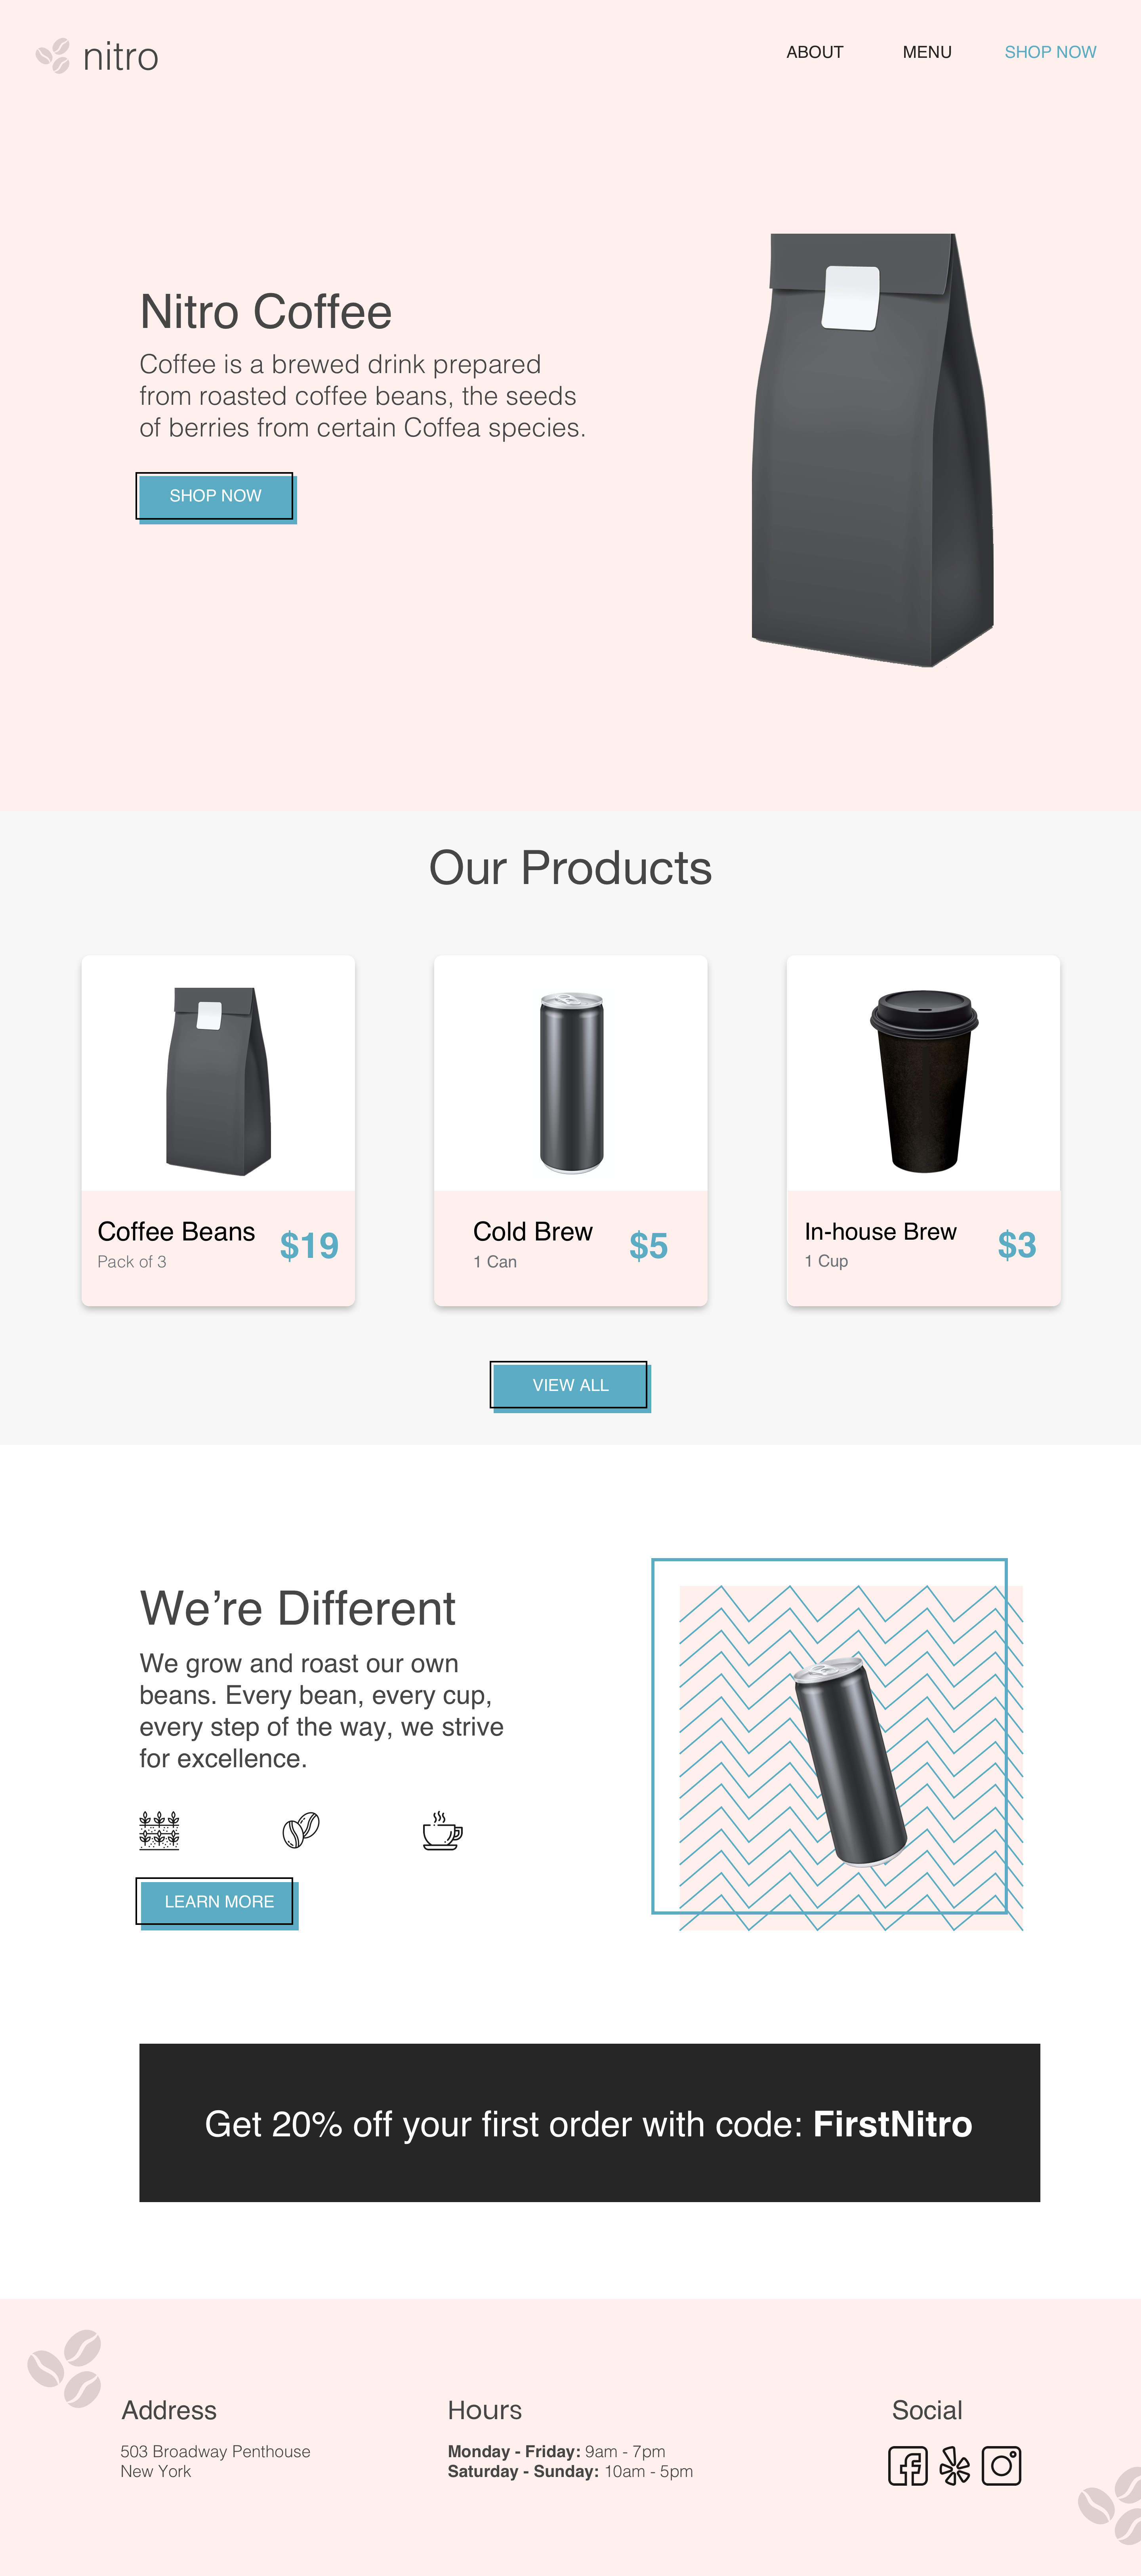 nitro
ABOUT
MENU
SHOP NOW
Nitro Coffee
Coffee is a brewed drink prepared
from roasted coffee beans, the seeds
of berries from certain Coffea species.
SHOP NOW
Our Products
Coffee Beans
Pack of 3
$19
Cold Brew
1 Can
$5
In-house Brew
1 Cup
$3
VIEW ALL
We’re Different
We grow and roast our own
beans. Every bean, every cup,
every step of the way, we strive
for excellence.
LEARN MORE
Get 20% off your first order with code: FirstNitro
Address
503 Broadway Penthouse
New York
Hours
Monday - Friday: 9am - 7pm
Saturday - Sunday: 10am - 5pm
Social